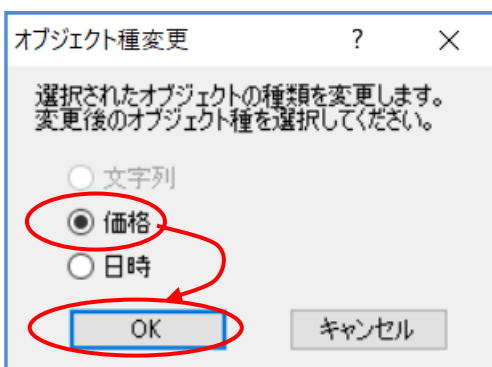 オブジェクト種変更
選択されたオブジェクトの種類を変更します。
変更後のオブジェクト種を選択してください。
文字列
価格
日時
OK キャンセル